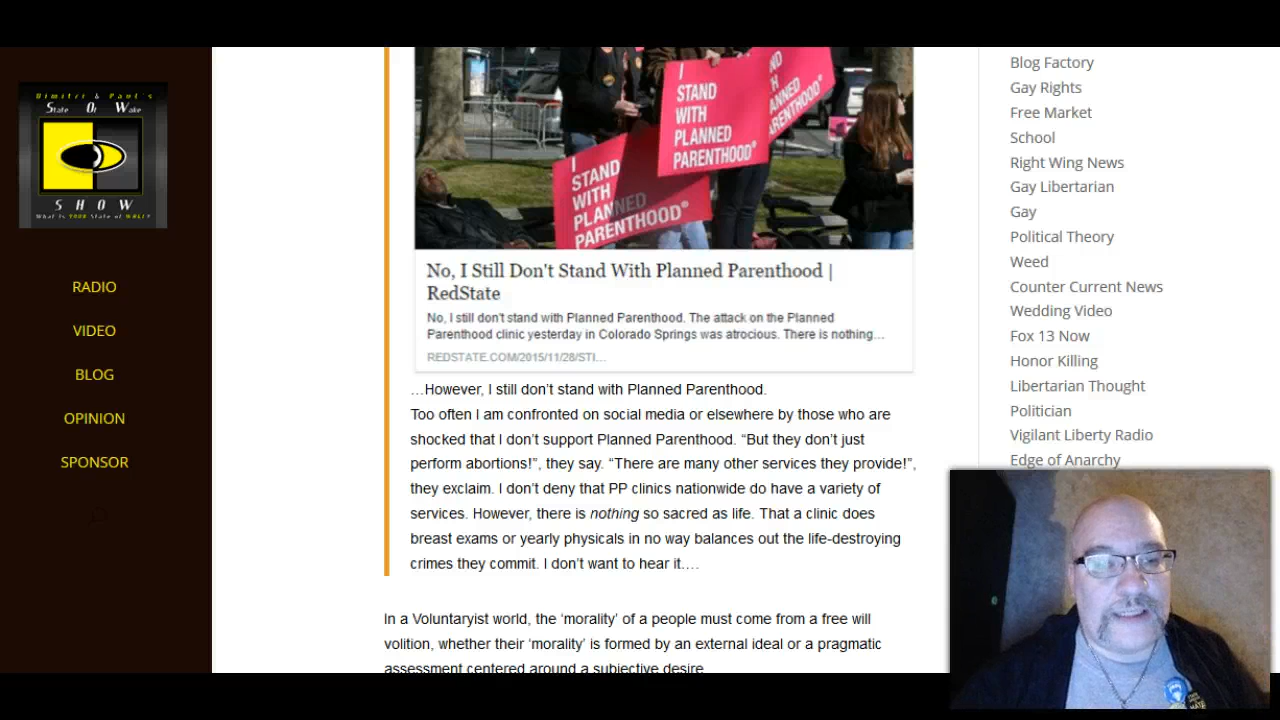 Dimiter & Paul's
State Of Wake
SHOW
What is YOUR State of WALE?
RADIO
VIDEO
BLOG
OPINION
SPONSOR
I
STAND
WITH
PLANNED
PARENTHOOD®
I
STAND
WITH
PLANNED
PARENTHOOD®
ND
H
ANNED
ARENTHOOD®
No, I Still Don't Stand With Planned Parenthood |
RedState
No, I still don't stand with Planned Parenthood. The attack on the Planned
Parenthood clinic yesterday in Colorado Springs was atrocious. There is nothing...
REDSTATE.COM/2015/11/28/STI...
…However, I still don’t stand with Planned Parenthood.
Too often I am confronted on social media or elsewhere by those who are
shocked that I don’t support Planned Parenthood. “But they don’t just
perform abortions!”, they say. “There are many other services they provide!”,
they exclaim. I don’t deny that PP clinics nationwide do have a variety of
services. However, there is nothing so sacred as life. That a clinic does
breast exams or yearly physicals in no way balances out the life-destroying
crimes they commit. I don’t want to hear it.…
In a Voluntaryist world, the ‘morality’ of a people must come from a free will
volition, whether their ‘morality’ is formed by an external ideal or a pragmatic
assessment centered around a subjective desire
Blog Factory
Gay Rights
Free Market
School
Right Wing News
Gay Libertarian
Gay
Political Theory
Weed
Counter Current News
Wedding Video
Fox 13 Now
Honor Killing
Libertarian Thought
Politician
Vigilant Liberty Radio
Edge of Anarchy